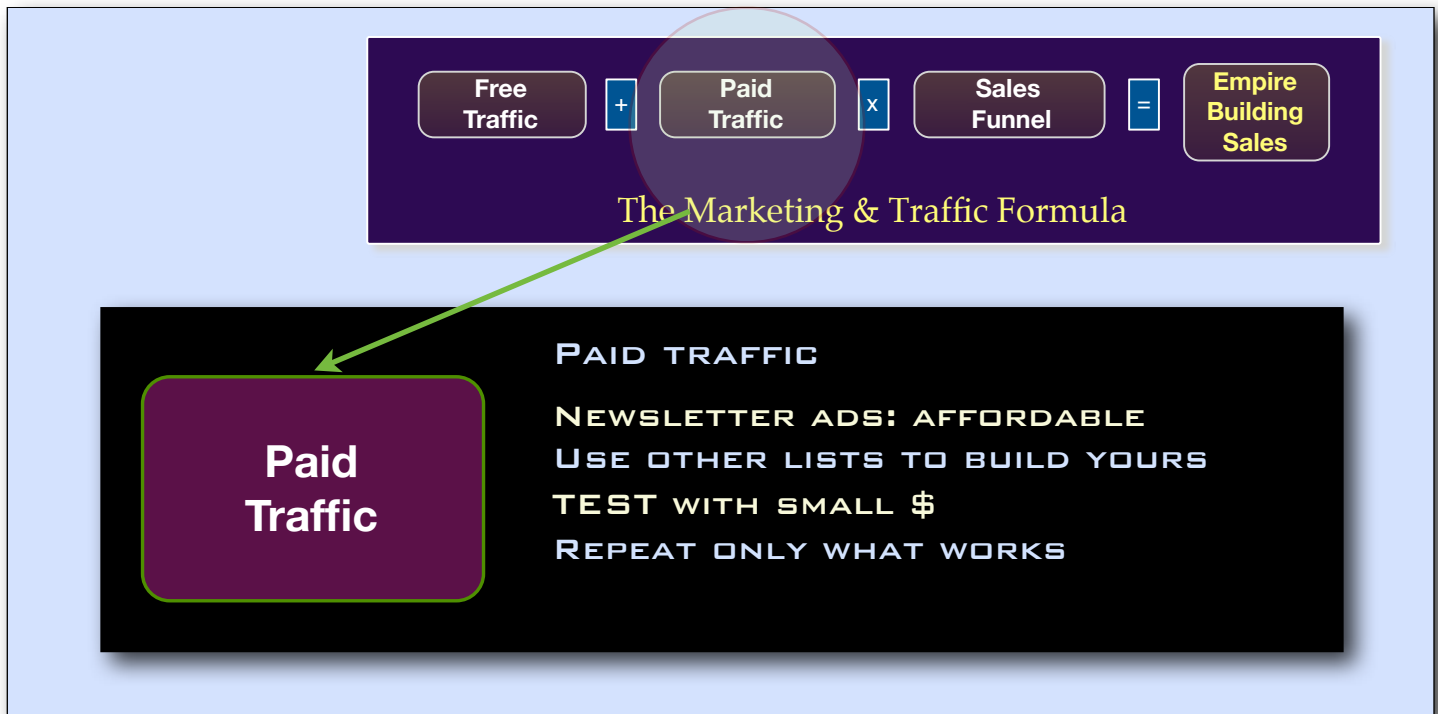 Free
Traffic
+
Paid
Traffic
x
Sales
Funnel
=
Empire
Building
Sales
The Marketing & Traffic Formula
Paid
Traffic
Paid traffic
Newsletter ads: affordable
Use other lists to build yours
TEST with small $
Repeat only what works